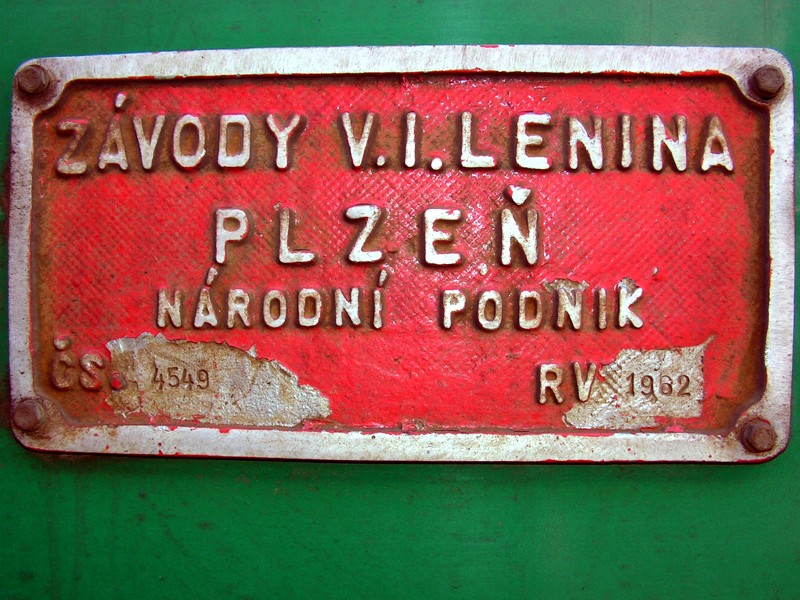 ZÁVODY V.I.LENINA
PLZEŇ
NÁRODNÍ PODNIK
ČS. 4549 RV 1962